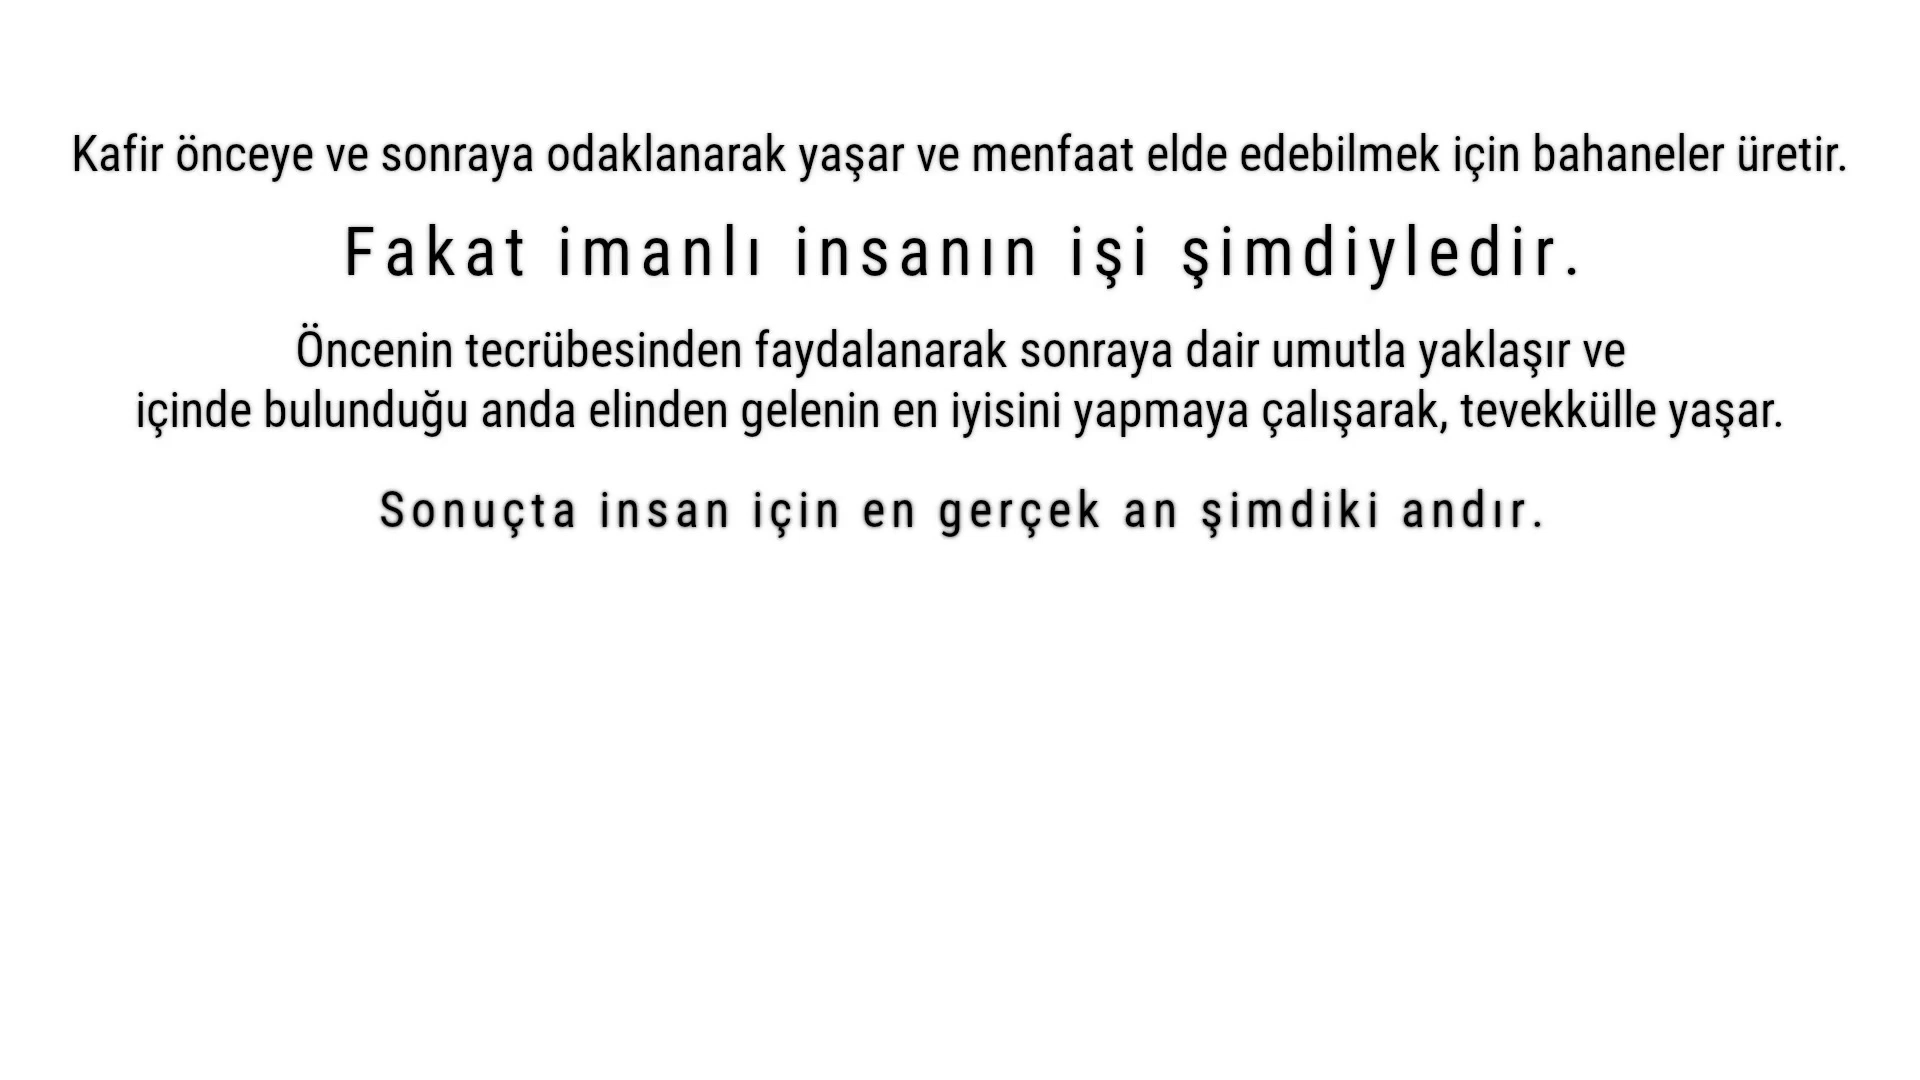 Kafir önceye ve sonraya odaklanarak yaşar ve menfaat elde edebilmek için bahaneler üretir.
Fakat imanlı insanın işi şimdiyledir.
Öncenin tecrübesinden faydalanarak sonraya dair umutla yaklaşır ve
içinde bulunduğu anda elinden gelenin en iyisini yapmaya çalışarak, tevekkülle yaşar.
Sonuçta insan için en gerçek an şimdiki andır.